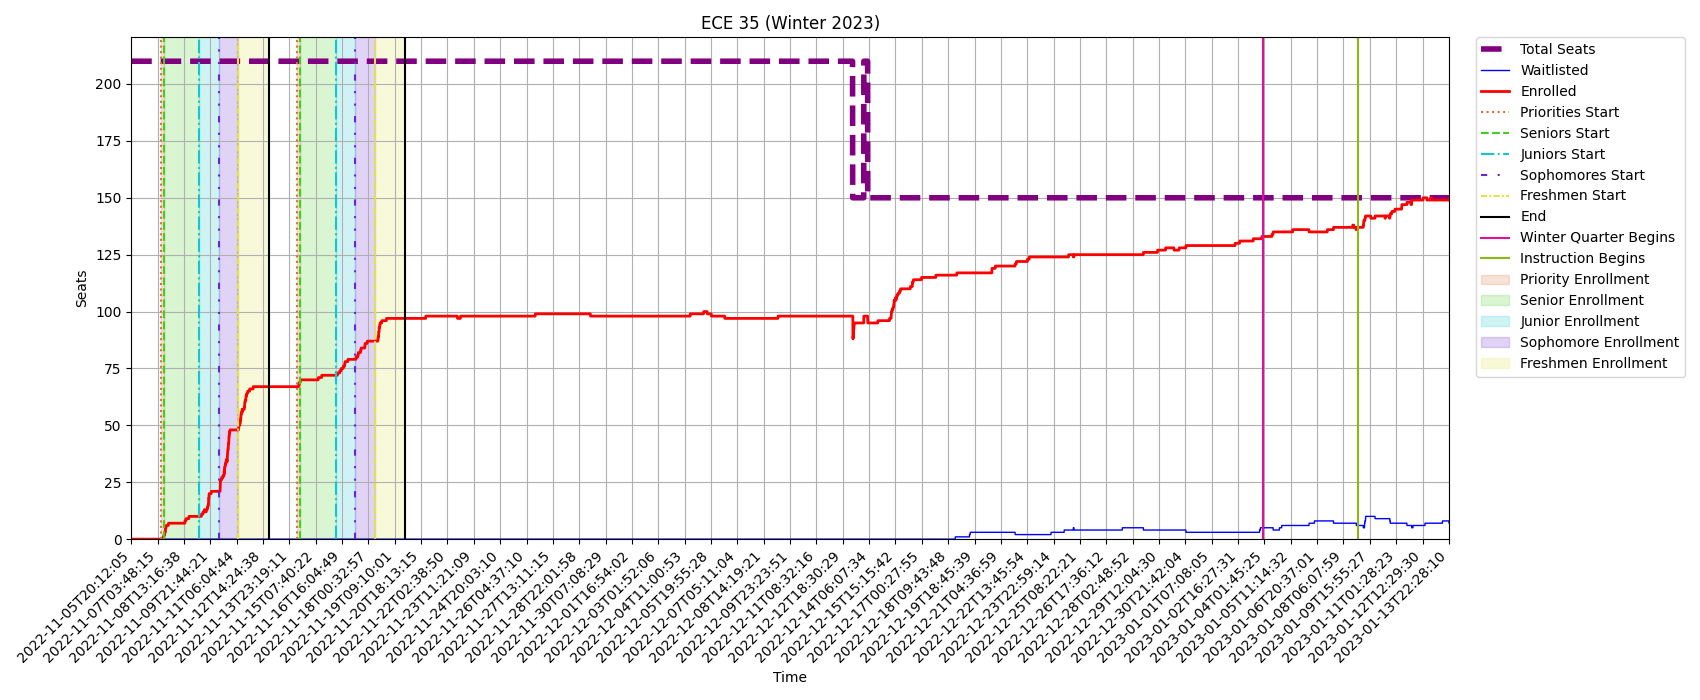 ECE 35 (Winter 2023)
Seats
200
175
150
125
100
75
50
25
0
2022-11-05T20:12:05
2022-11-07T03:48:15
2022-11-08T13:16:38
2022-11-09T21:44:21
2022-11-11T06:04:44
2022-11-12T14:24:38
2022-11-13T23:19:11
2022-11-15T07:40:22
2022-11-16T16:04:49
2022-11-18T00:32:57
2022-11-19T09:10:01
2022-11-20T18:13:15
2022-11-22T02:38:50
2022-11-23T11:21:09
2022-11-24T20:03:10
2022-11-26T04:37:10
2022-11-27T13:11:15
2022-11-28T22:01:58
2022-11-30T07:08:29
2022-12-01T16:54:02
2022-12-03T01:52:06
2022-12-04T11:00:53
2022-12-05T19:55:28
2022-12-07T05:11:04
2022-12-08T14:19:21
2022-12-09T23:23:51
2022-12-11T08:32:16
2022-12-12T18:30:29
2022-12-14T06:07:34
2022-12-15T15:15:42
2022-12-17T00:27:55
2022-12-18T09:43:48
2022-12-19T18:45:39
2022-12-21T04:36:59
2022-12-22T13:45:54
2022-12-23T22:59:14
2022-12-25T08:22:21
2022-12-26T17:36:12
2022-12-28T02:48:52
2022-12-29T12:04:30
2022-12-30T21:42:04
2023-01-01T07:08:05
2023-01-02T16:27:31
2023-01-04T01:45:25
2023-01-05T11:14:32
2023-01-06T20:37:01
2023-01-08T06:07:59
2023-01-09T15:55:27
2023-01-11T01:28:23
2023-01-12T12:29:30
2023-01-13T22:28:10
Time
Total Seats
Waitlisted
Enrolled
Priorities Start
Seniors Start
Juniors Start
Sophomores Start
Freshmen Start
End
Winter Quarter Begins
Instruction Begins
Priority Enrollment
Senior Enrollment
Junior Enrollment
Sophomore Enrollment
Freshmen Enrollment